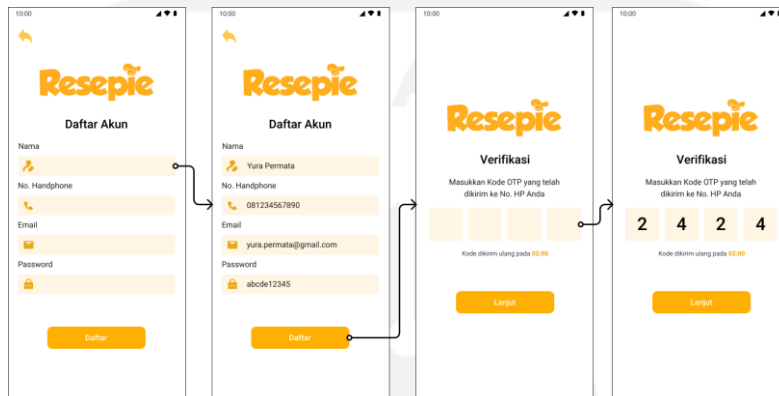 10:00
Resepie
Daftar Akun
Nama
No. Handphone
Email
Password
Daftar
10:00
Resepie
Daftar Akun
Nama
Yura Permata
No. Handphone
081234567890
Email
yura.permata@gmail.com
Password
abcde12345
Daftar
10:00
Resepie
Verifikasi
Masukkan Kode OTP yang telah
dikirim ke No. HP Anda
Kode dikirim ulang pada 02:00
Lanjut
10:00
Resepie
Verifikasi
Masukkan Kode OTP yang telah
dikirim ke No. HP Anda
2 4 2 4
Kode dikirim ulang pada 02:00
Lanjut